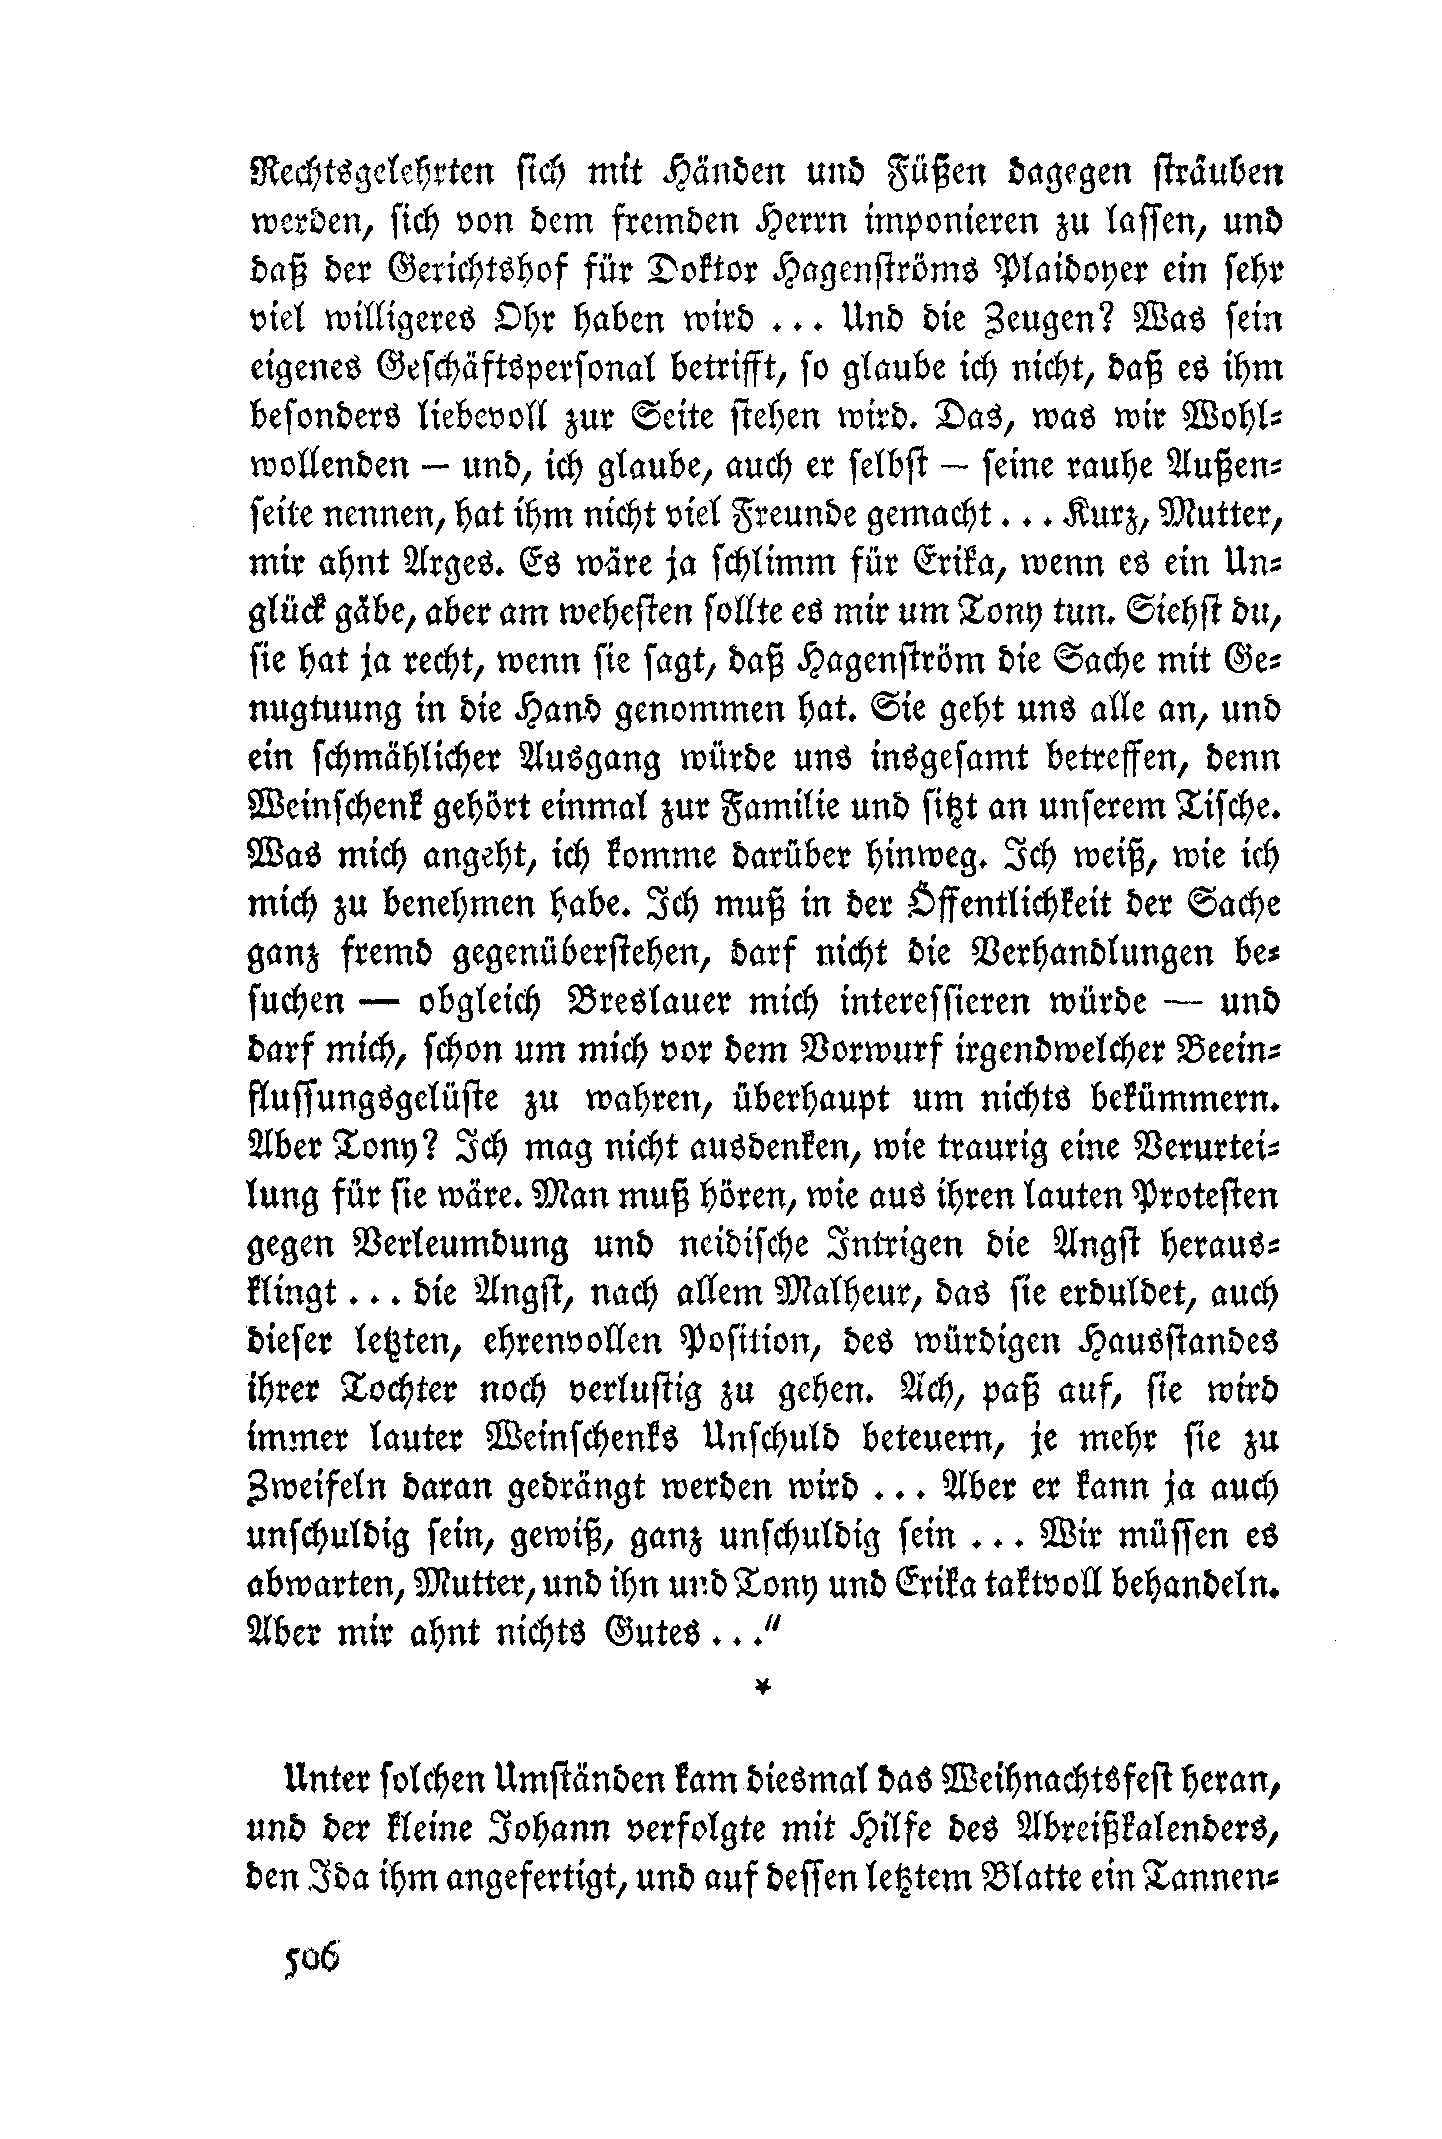 Rechtsgelehrten sich mit Händen und Füßen dagegen sträuben
werden, sich von dem fremden Herrn imponieren zu lassen, und
daß der Gerichtshof für Doktor Hagenströms Plaidoyer ein sehr
viel willigeres Ohr haben wird ... Und die Zeugen? Was sein
eigenes Geschäftspersonal betrifft, so glaube ich nicht, daß es ihm
besonders liebevoll zur Seite stehen wird. Das, was wir Wohl-
wollenden – und, ich glaube, auch er selbst – seine rauhe Außen-
seite nennen, hat ihm nicht viel Freunde gemacht ... Kurz, Mutter,
mir ahnt Arges. Es wäre ja schlimm für Erika, wenn es ein Un-
glück gäbe, aber am wehesten sollte es mir um Tony tun. Siehst du,
sie hat ja recht, wenn sie sagt, daß Hagenström die Sache mit Ge-
nugtuung in die Hand genommen hat. Sie geht uns alle an, und
ein schmählicher Ausgang würde uns insgesamt betreffen, denn
Weinschenk gehört einmal zur Familie und sitzt an unserem Tische.
Was mich angeht, ich komme darüber hinweg. Ich weiß, wie ich
mich zu benehmen habe. Ich muß in der Öffentlichkeit der Sache
ganz fremd gegenüberstehen, darf nicht die Verhandlungen be-
suchen — obgleich Breslauer mich interessieren würde — und
darf mich, schon um mich vor dem Vorwurf irgendwelcher Beein-
flussungsgelüste zu wahren, überhaupt um nichts bekümmern.
Aber Tony? Ich mag nicht ausdenken, wie traurig eine Verurtei-
lung für sie wäre. Man muß hören, wie aus ihren lauten Protesten
gegen Verleumdung und neidische Intrigen die Angst heraus-
klingt ... die Angst, nach allem Malheur, das sie erduldet, auch
dieser letzten, ehrenvollen Position, des würdigen Hausstandes
ihrer Tochter noch verlustig zu gehen. Ach, paß auf, sie wird
immer lauter Weinschenks Unschuld beteuern, je mehr sie zu
Zweifeln daran gedrängt werden wird ... Aber er kann ja auch
unschuldig sein, gewiß, ganz unschuldig sein ... Wir müssen es
abwarten, Mutter, und ihn und Tony und Erika taktvoll behandeln.
Aber mir ahnt nichts Gutes ..."
*
Unter solchen Umständen kam diesmal das Weihnachtsfest heran,
und der kleine Johann verfolgte mit Hilfe des Abreißkalenders,
den Ida ihm angefertigt, und auf dessen letztem Blatte ein Tannen-
506